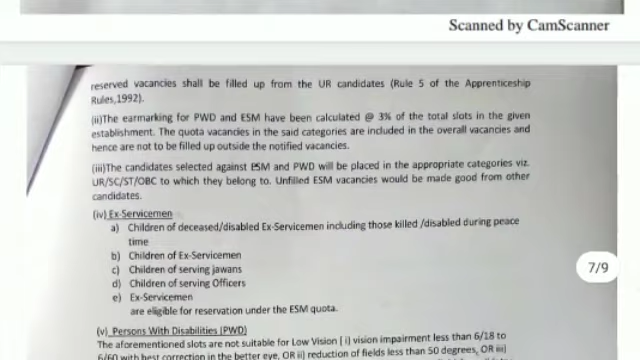 Scanned by CamScanner
reserved vacancies shall be filled up from the UR candidates (Rule 5 of the Apprenticeship
Rules,1992).
(ii)The earmarking for PWD and ESM have been calculated @ 3% of the total slots in the given
establishment. The quota vacancies in the said categories are included in the overall vacancies and
hence are not to be filled up outside the notified vacancies.
(iii)The candidates selected against ESM and PWD will be placed in the appropriate categories viz.
UR/SC/ST/OBC to which they belong to. Unfilled ESM vacancies would be made good from other
candidates.
(iv) Ex-Servicemen
a) Children of deceased/disabled Ex-Servicemen including those killed /disabled during peace
time
b) Children of Ex-Servicemen
c) Children of serving jawans
d) Children of serving Officers
e) Ex-Servicemen
are eligible for reservation under the ESM quota.
7/9
(v) Persons With Disabilities (PWD)
The aforementioned slots are not suitable for Low Vision [ i) vision impairment less than 6/18 to
6/60 with best correction in the better eye, OR ii) reduction of fields less than 50 degrees, OR iii)